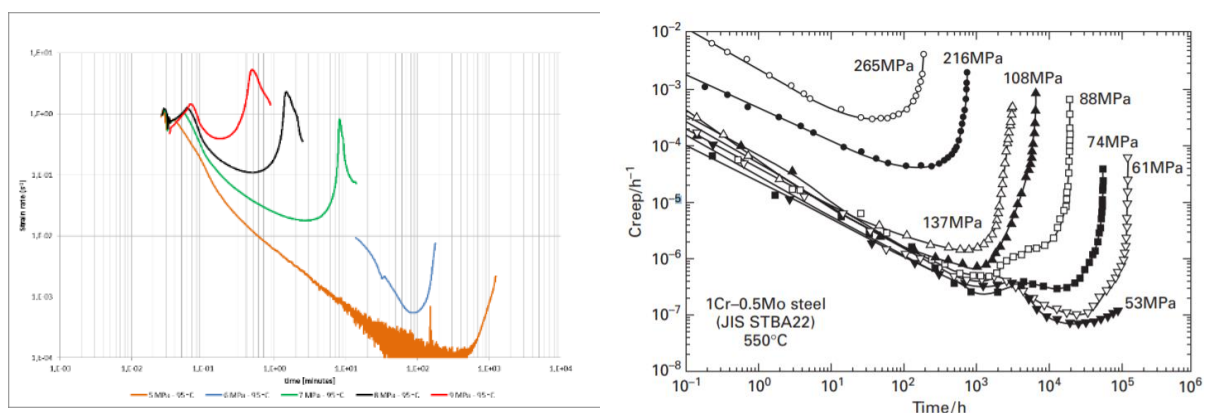 1,E+01
1,E+00
1,E-01
1,E-02
1,E-03
1,E-04
Strain rate [s⁻¹]
1,E-03 1,E-02 1,E-01 1,E+00 1,E+01 1,E+02 1,E+03 1,E+04
time [minutes]
5 MPa - 95°C 6 MPa - 95°C 7 MPa - 95°C 8 MPa - 95°C 9 MPa - 95°C
10⁻²
10⁻³
10⁻⁴
10⁻⁵
10⁻⁶
10⁻⁷
10⁻⁸
Creep/h⁻¹
265MPa
216MPa
108MPa
88MPa
74MPa
61MPa
137MPa
53MPa
1Cr–0.5Mo steel
(JIS STBA22)
550°C
10⁻¹ 10⁰ 10¹ 10² 10³ 10⁴ 10⁵ 10⁶
Time/h